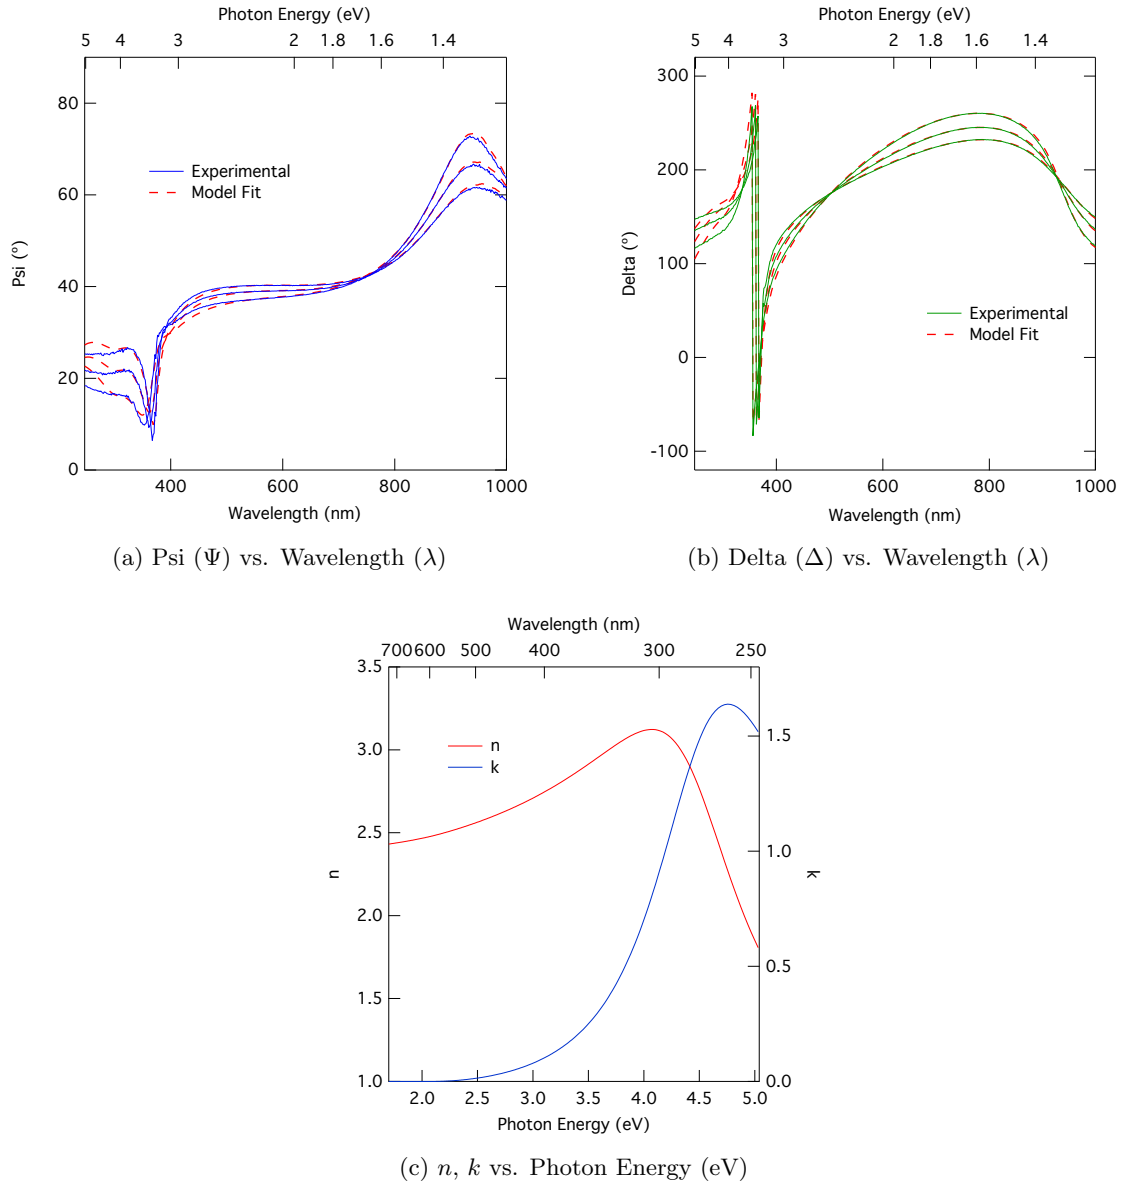 Photon Energy (eV)
5 4 3 2 1.8 1.6 1.4
80
60
40
20
0
Psi (°)
Experimental
Model Fit
400 600 800 1000
Wavelength (nm)
(a) Psi (Ψ) vs. Wavelength (λ)
Photon Energy (eV)
5 4 3 2 1.8 1.6 1.4
300
200
100
0
-100
Delta (°)
Experimental
Model Fit
400 600 800 1000
Wavelength (nm)
(b) Delta (Δ) vs. Wavelength (λ)
Wavelength (nm)
700 600 500 400 300 250
3.5
3.0
2.5
2.0
1.5
1.0
n
n
k
1.5
1.0
0.5
0.0
k
2.0 2.5 3.0 3.5 4.0 4.5 5.0
Photon Energy (eV)
(c) n, k vs. Photon Energy (eV)